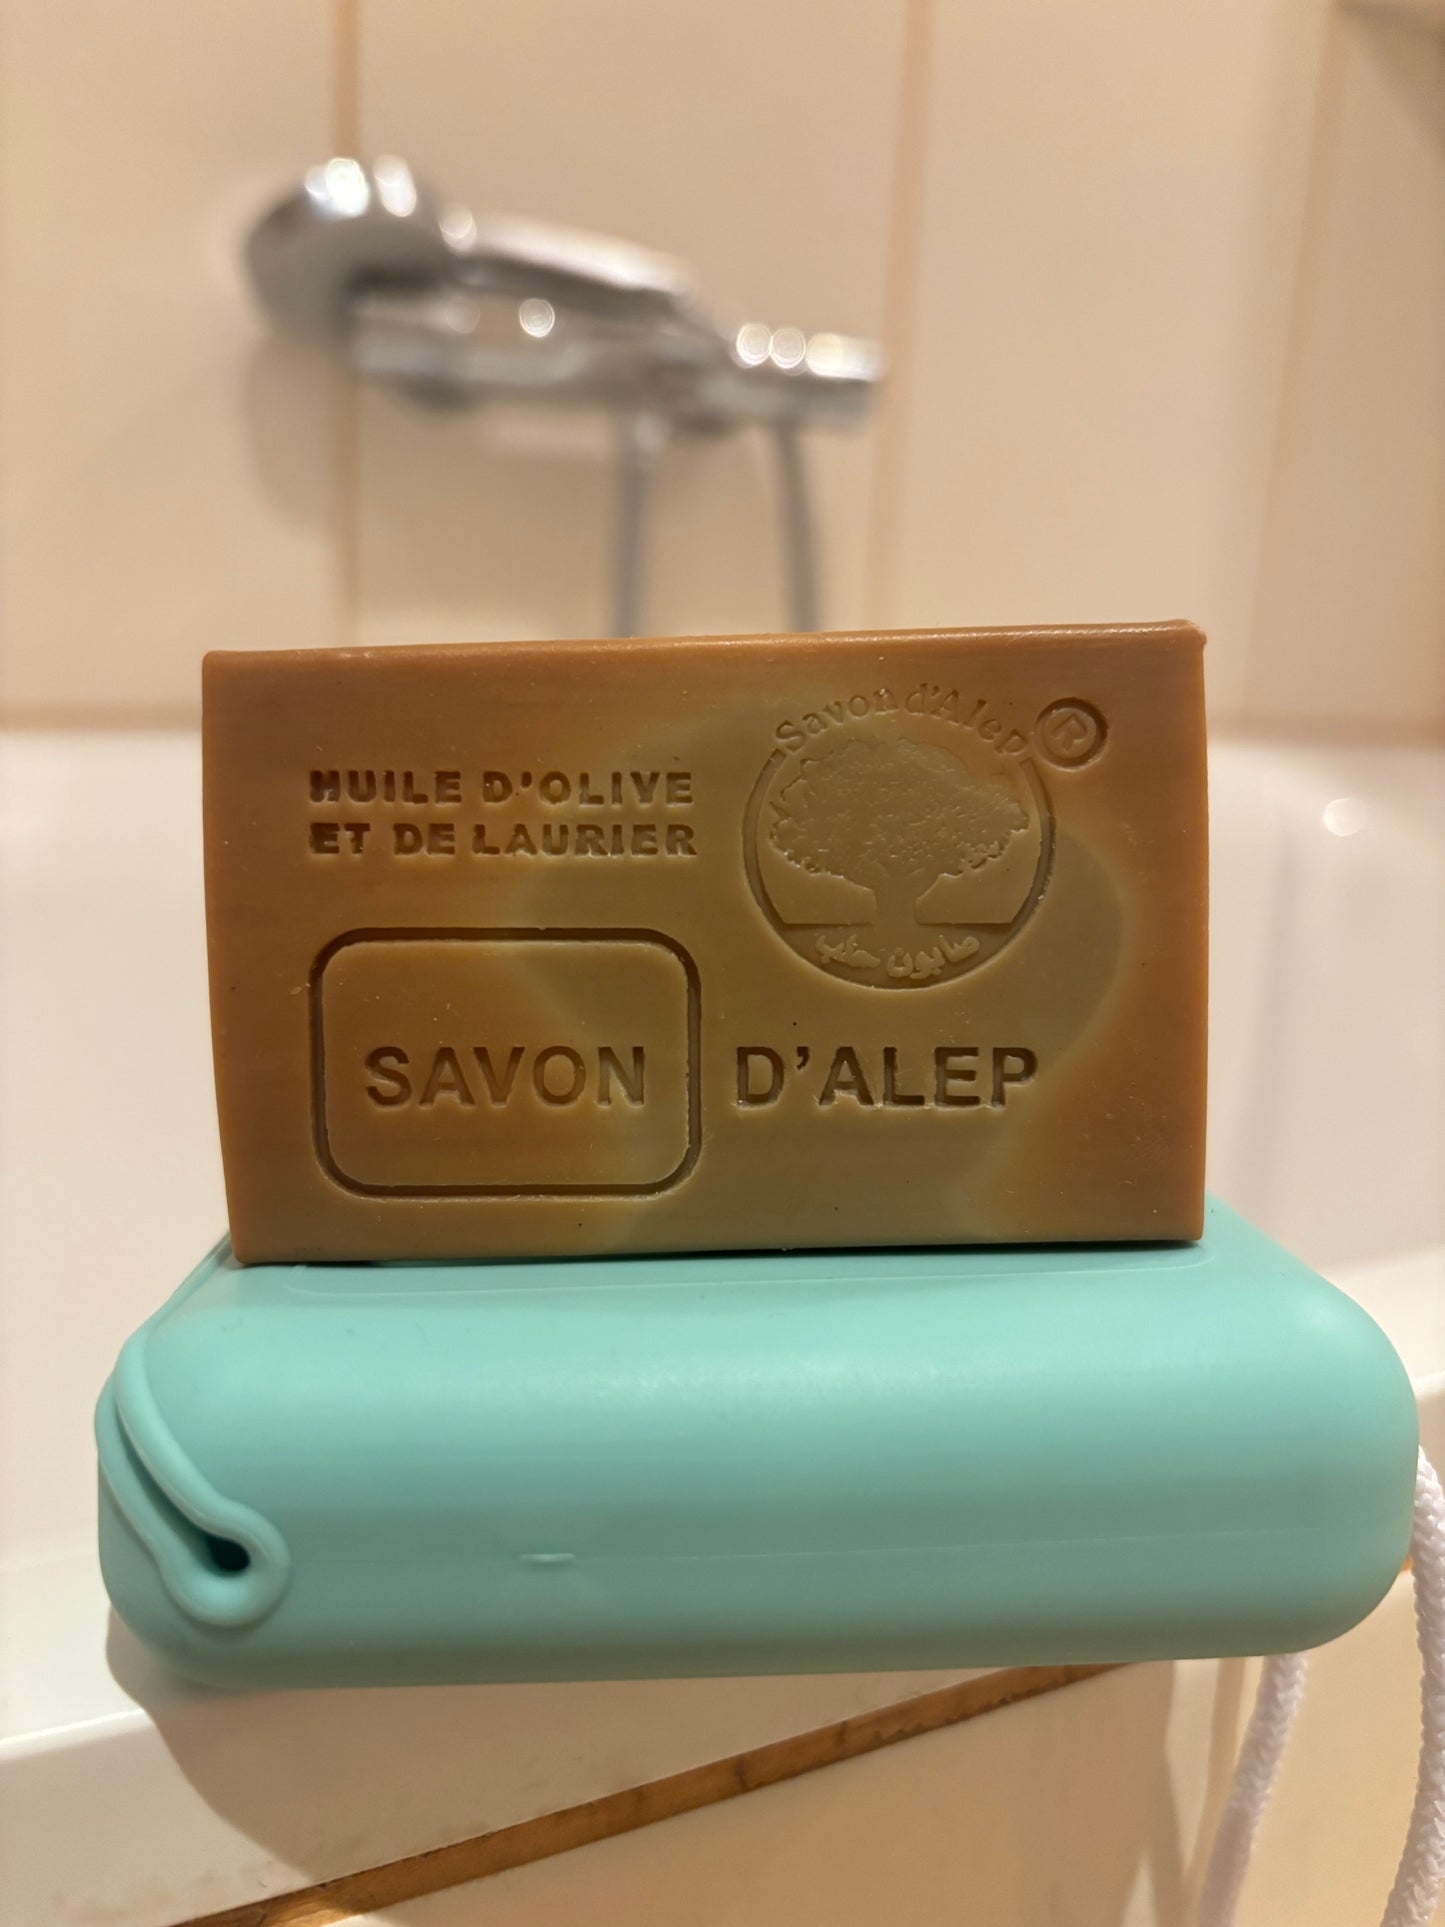 HUILE D'OLIVE
ET DE LAURIER
Savon d'Alep ®
صابون حلب
SAVON D'ALEP